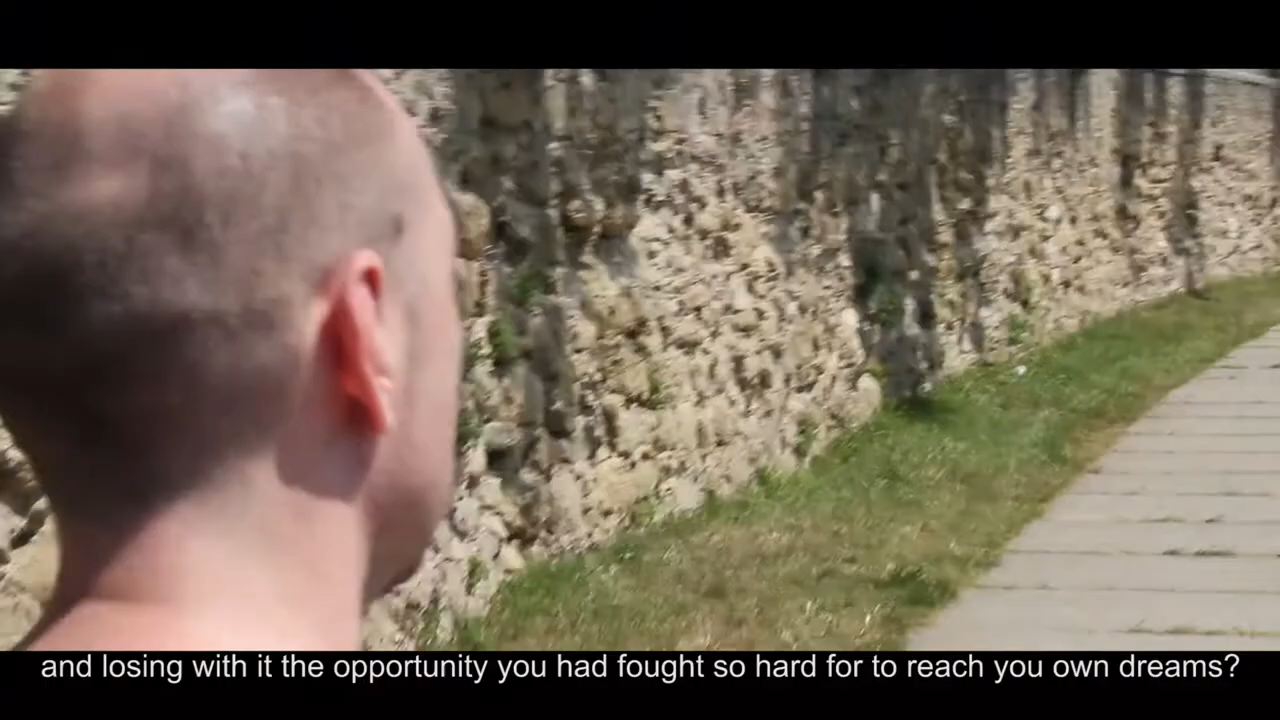 and losing with it the opportunity you had fought so hard for to reach you own dreams?